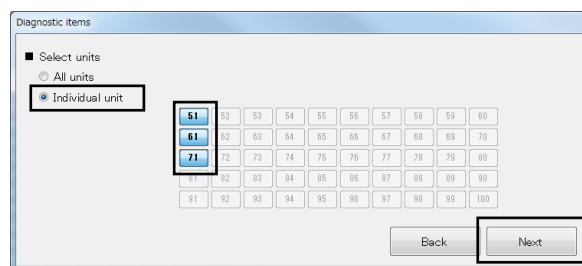 Diagnostic items
■ Select units
All units
Individual unit
51 52 53 54 55 56 57 58 59 60
61 62 63 64 65 66 67 68 69 70
71 72 73 74 75 76 77 78 79 80
81 82 83 84 85 86 87 88 89 90
91 92 93 94 95 96 97 98 99 100
Back Next